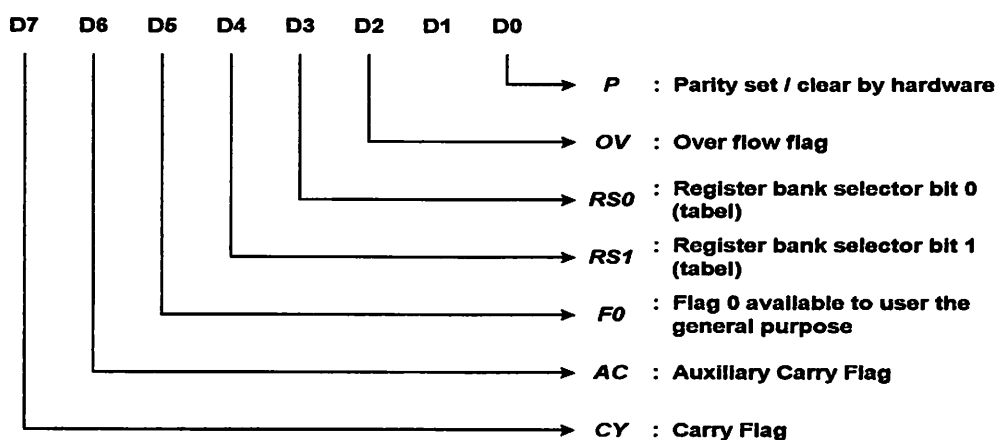 D7 D6 D5 D4 D3 D2 D1 D0
P : Parity set / clear by hardware
OV : Over flow flag
RS0 : Register bank selector bit 0
(tabel)
RS1 : Register bank selector bit 1
(tabel)
F0 : Flag 0 available to user the
general purpose
AC : Auxiliary Carry Flag
CY : Carry Flag